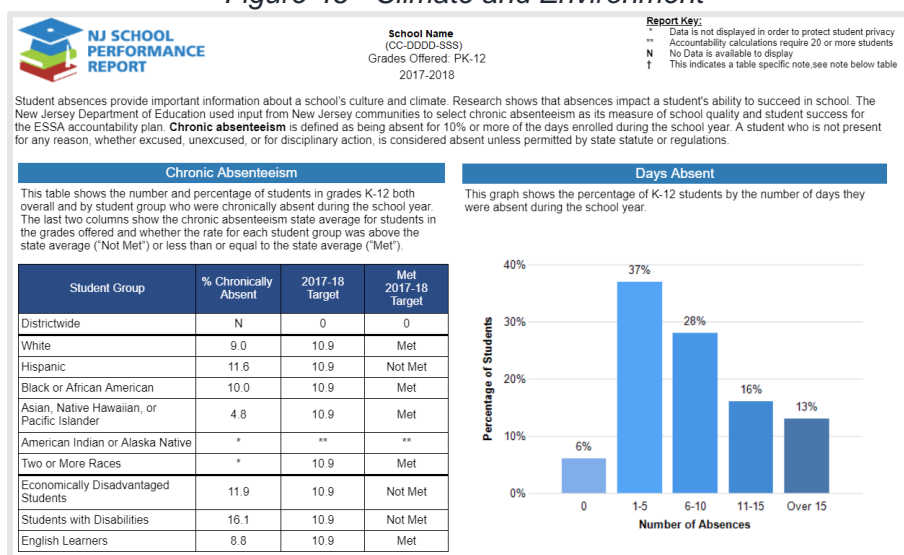 Figure 48 - Climate and Environment
NJ SCHOOL
PERFORMANCE
REPORT
School Name
(CC-DDDD-SSS)
Grades Offered: PK-12
2017-2018
Report Key:
* Data is not displayed in order to protect student privacy
** Accountability calculations require 20 or more students
N No Data is available to display
† This indicates a table specific note,see note below table
Student absences provide important information about a school's culture and climate. Research shows that absences impact a student's ability to succeed in school. The
New Jersey Department of Education used input from New Jersey communities to select chronic absenteeism as its measure of school quality and student success for
the ESSA accountability plan. Chronic absenteeism is defined as being absent for 10% or more of the days enrolled during the school year. A student who is not present
for any reason, whether excused, unexcused, or for disciplinary action, is considered absent unless permitted by state statute or regulations.
Chronic Absenteeism
This table shows the number and percentage of students in grades K-12 both
overall and by student group who were chronically absent during the school year.
The last two columns show the chronic absenteeism state average for students in
the grades offered and whether the rate for each student group was above the
state average ("Not Met") or less than or equal to the state average ("Met").
Student Group % Chronically Absent 2017-18 Target Met 2017-18 Target
Districtwide N 0 0
White 9.0 10.9 Met
Hispanic 11.6 10.9 Not Met
Black or African American 10.0 10.9 Met
Asian, Native Hawaiian, or Pacific Islander 4.8 10.9 Met
American Indian or Alaska Native * ** **
Two or More Races * 10.9 Met
Economically Disadvantaged Students 11.9 10.9 Not Met
Students with Disabilities 16.1 10.9 Not Met
English Learners 8.8 10.9 Met
Days Absent
This graph shows the percentage of K-12 students by the number of days they
were absent during the school year.
Percentage of Students
40%
30%
20%
10%
0%
6%
37%
28%
16%
13%
0 1-5 6-10 11-15 Over 15
Number of Absences